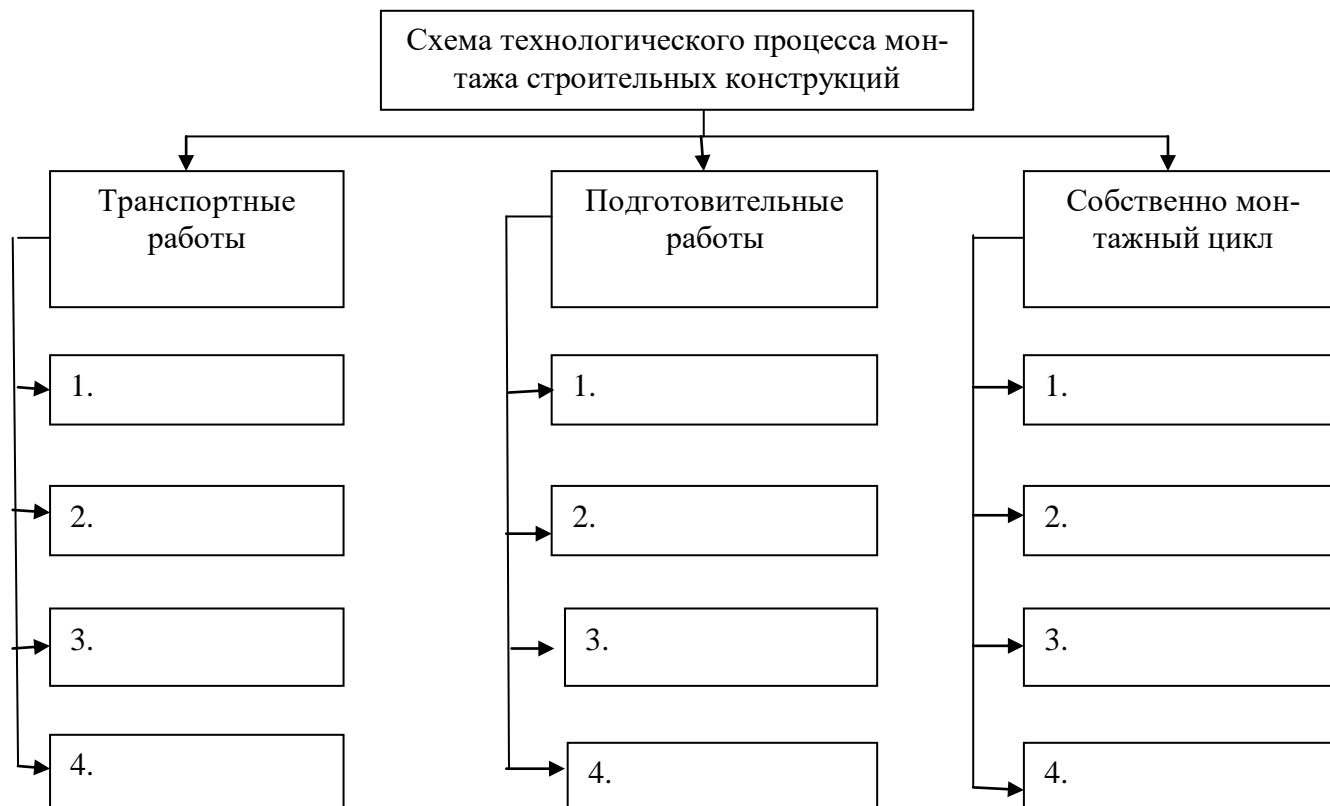 Схема технологического процесса мон-
тажа строительных конструкций
Транспортные
работы
Подготовительные
работы
Собственно мон-
тажный цикл
1.
1.
1.
2.
2.
2.
3.
3.
3.
4.
4.
4.